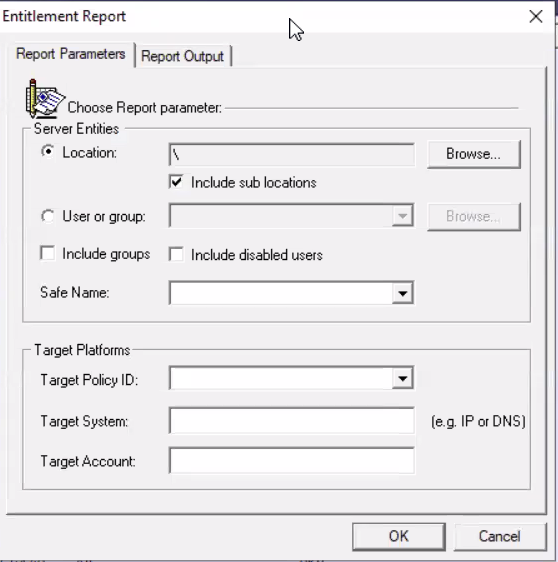 Entitlement Report
Report Parameters Report Output
Choose Report parameter:
Server Entities
Location: \ Browse...
Include sub locations
User or group: Browse...
Include groups Include disabled users
Safe Name:
Target Platforms
Target Policy ID:
Target System: (e.g. IP or DNS)
Target Account:
OK Cancel